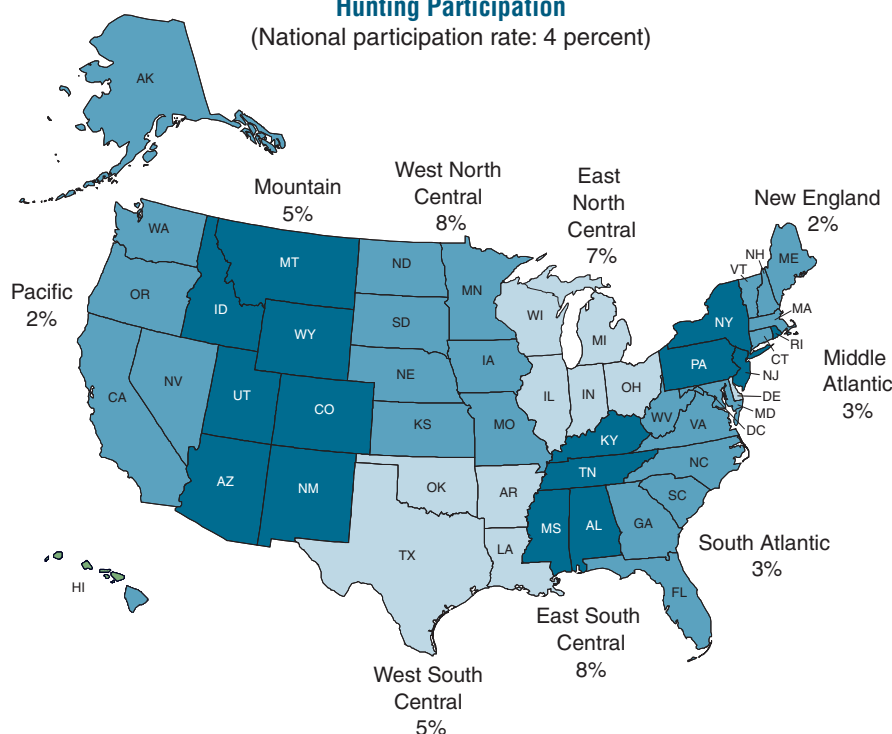 Hunting Participation
(National participation rate: 4 percent)
AK
Mountain
5%
West North
Central
8%
East
North
Central
7%
New England
2%
Pacific
2%
Middle
Atlantic
3%
South Atlantic
3%
East South
Central
8%
West South
Central
5%
WA
OR
CA
NV
ID
MT
WY
UT
CO
AZ
NM
ND
SD
NE
KS
MN
IA
MO
WI
MI
IL
IN
OH
OK
AR
TX
LA
KY
TN
MS
AL
NY
PA
NJ
VT
NH
ME
MA
RI
CT
DE
MD
DC
WV
VA
NC
SC
GA
FL
HI